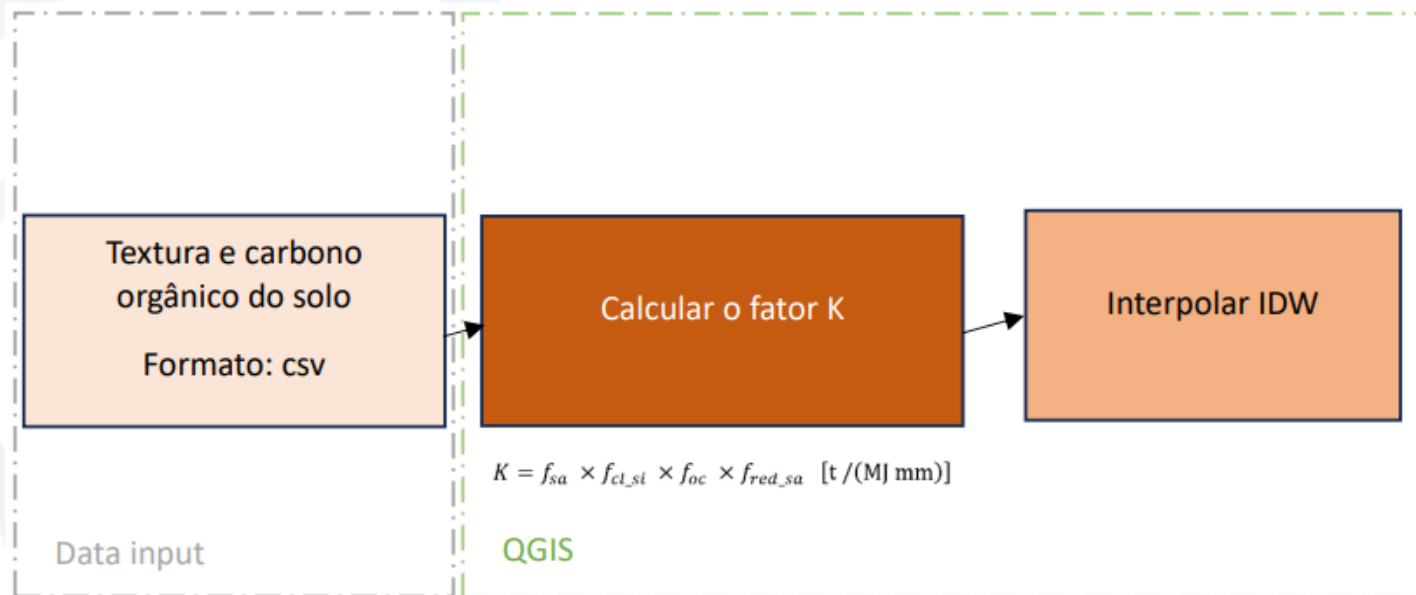 Textura e carbono
orgânico do solo
Formato: csv
Calcular o fator K
Interpolar IDW
K = f_sa × f_cl_si × f_oc × f_red_sa [t /(MJ mm)]
Data input
QGIS